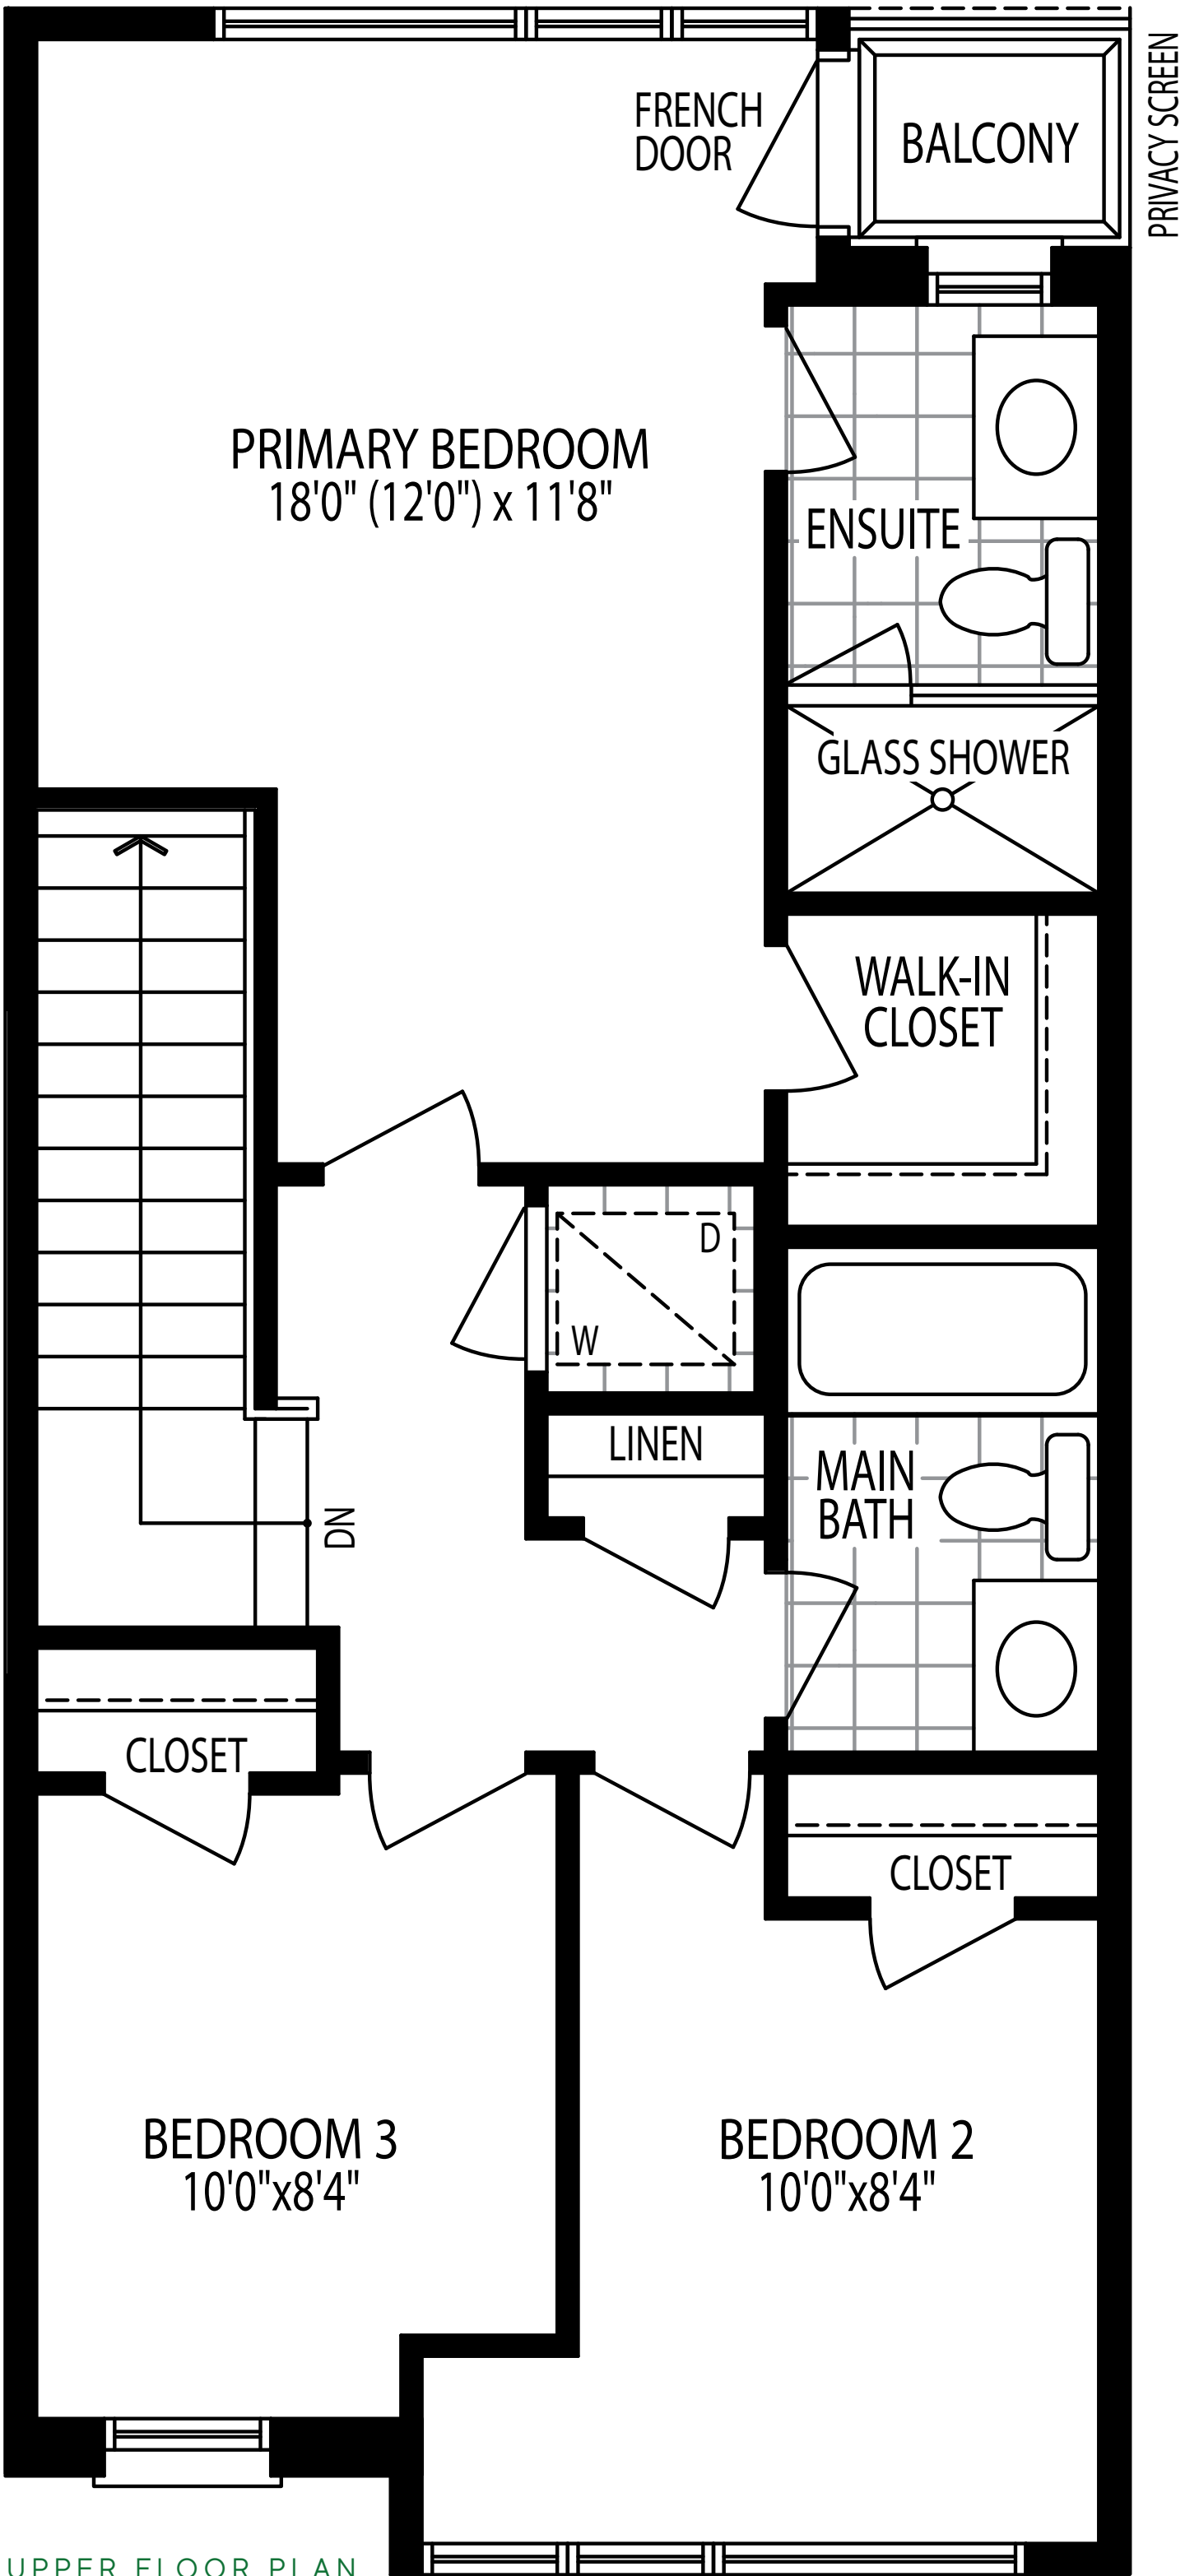 FRENCH
DOOR
BALCONY
PRIVACY SCREEN
PRIMARY BEDROOM
18'0" (12'0") x 11'8"
ENSUITE
GLASS SHOWER
WALK-IN
CLOSET
D
W
LINEN
MAIN
BATH
DN
CLOSET
CLOSET
BEDROOM 3
10'0"x8'4"
BEDROOM 2
10'0"x8'4"
UPPER FLOOR PLAN